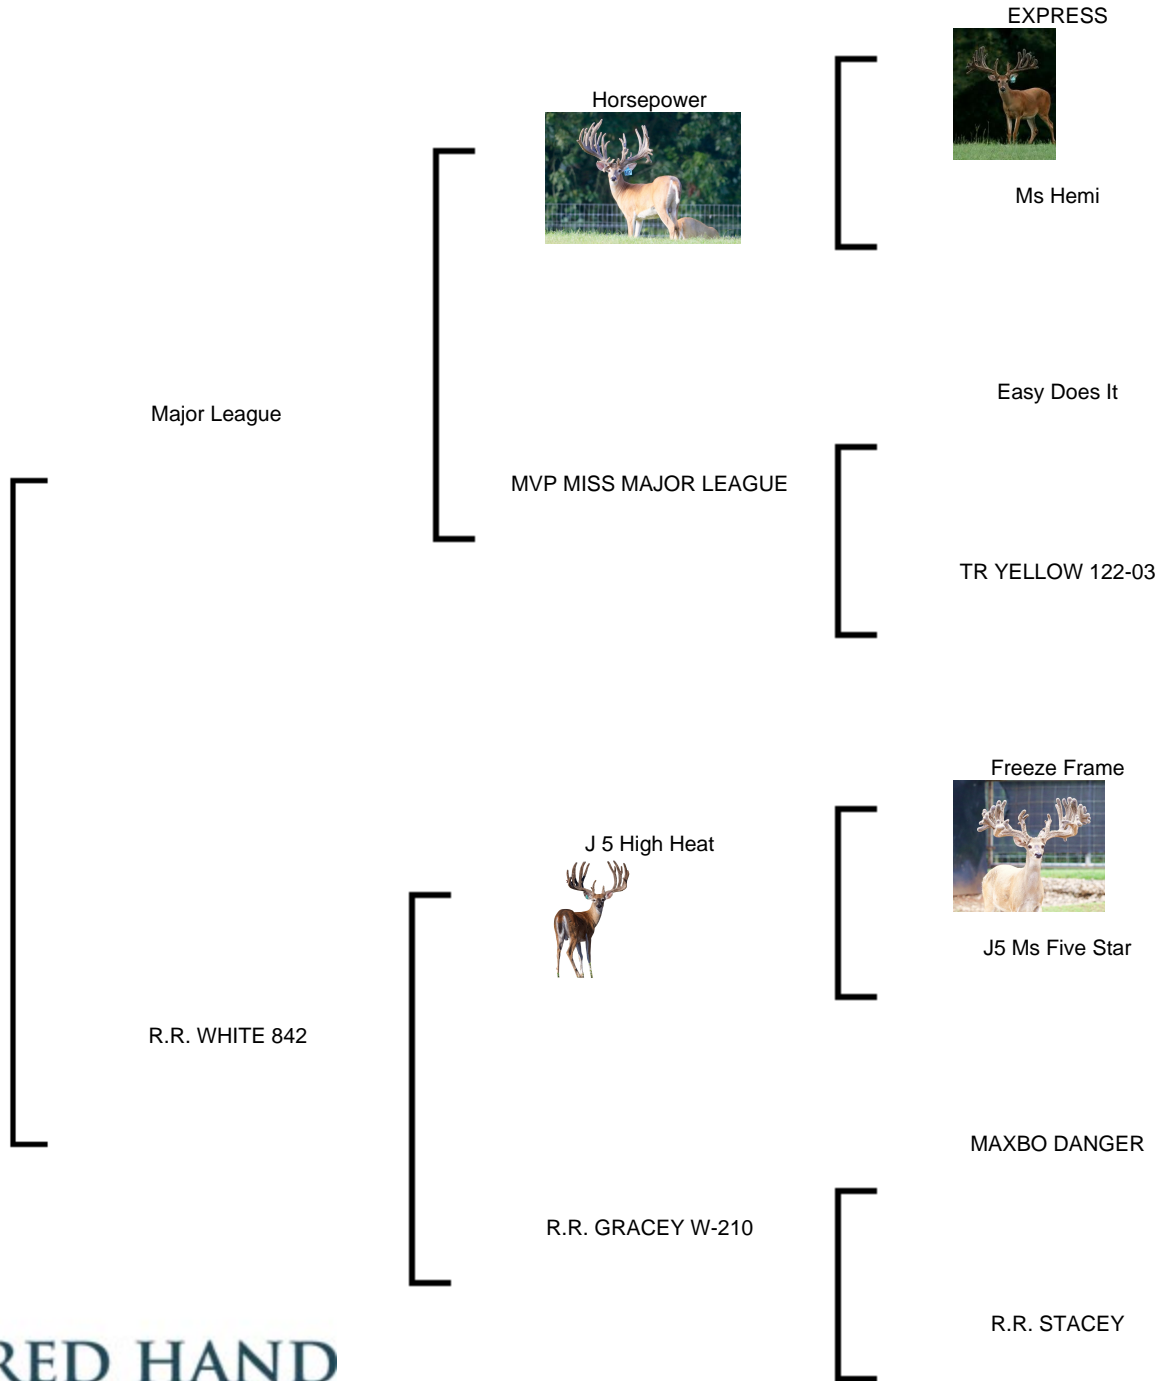 EXPRESS
Horsepower
Ms Hemi
Easy Does It
Major League
MVP MISS MAJOR LEAGUE
TR YELLOW 122-03
Freeze Frame
J 5 High Heat
J5 Ms Five Star
R.R. WHITE 842
MAXBO DANGER
R.R. GRACEY W-210
R.R. STACEY
RED HAND